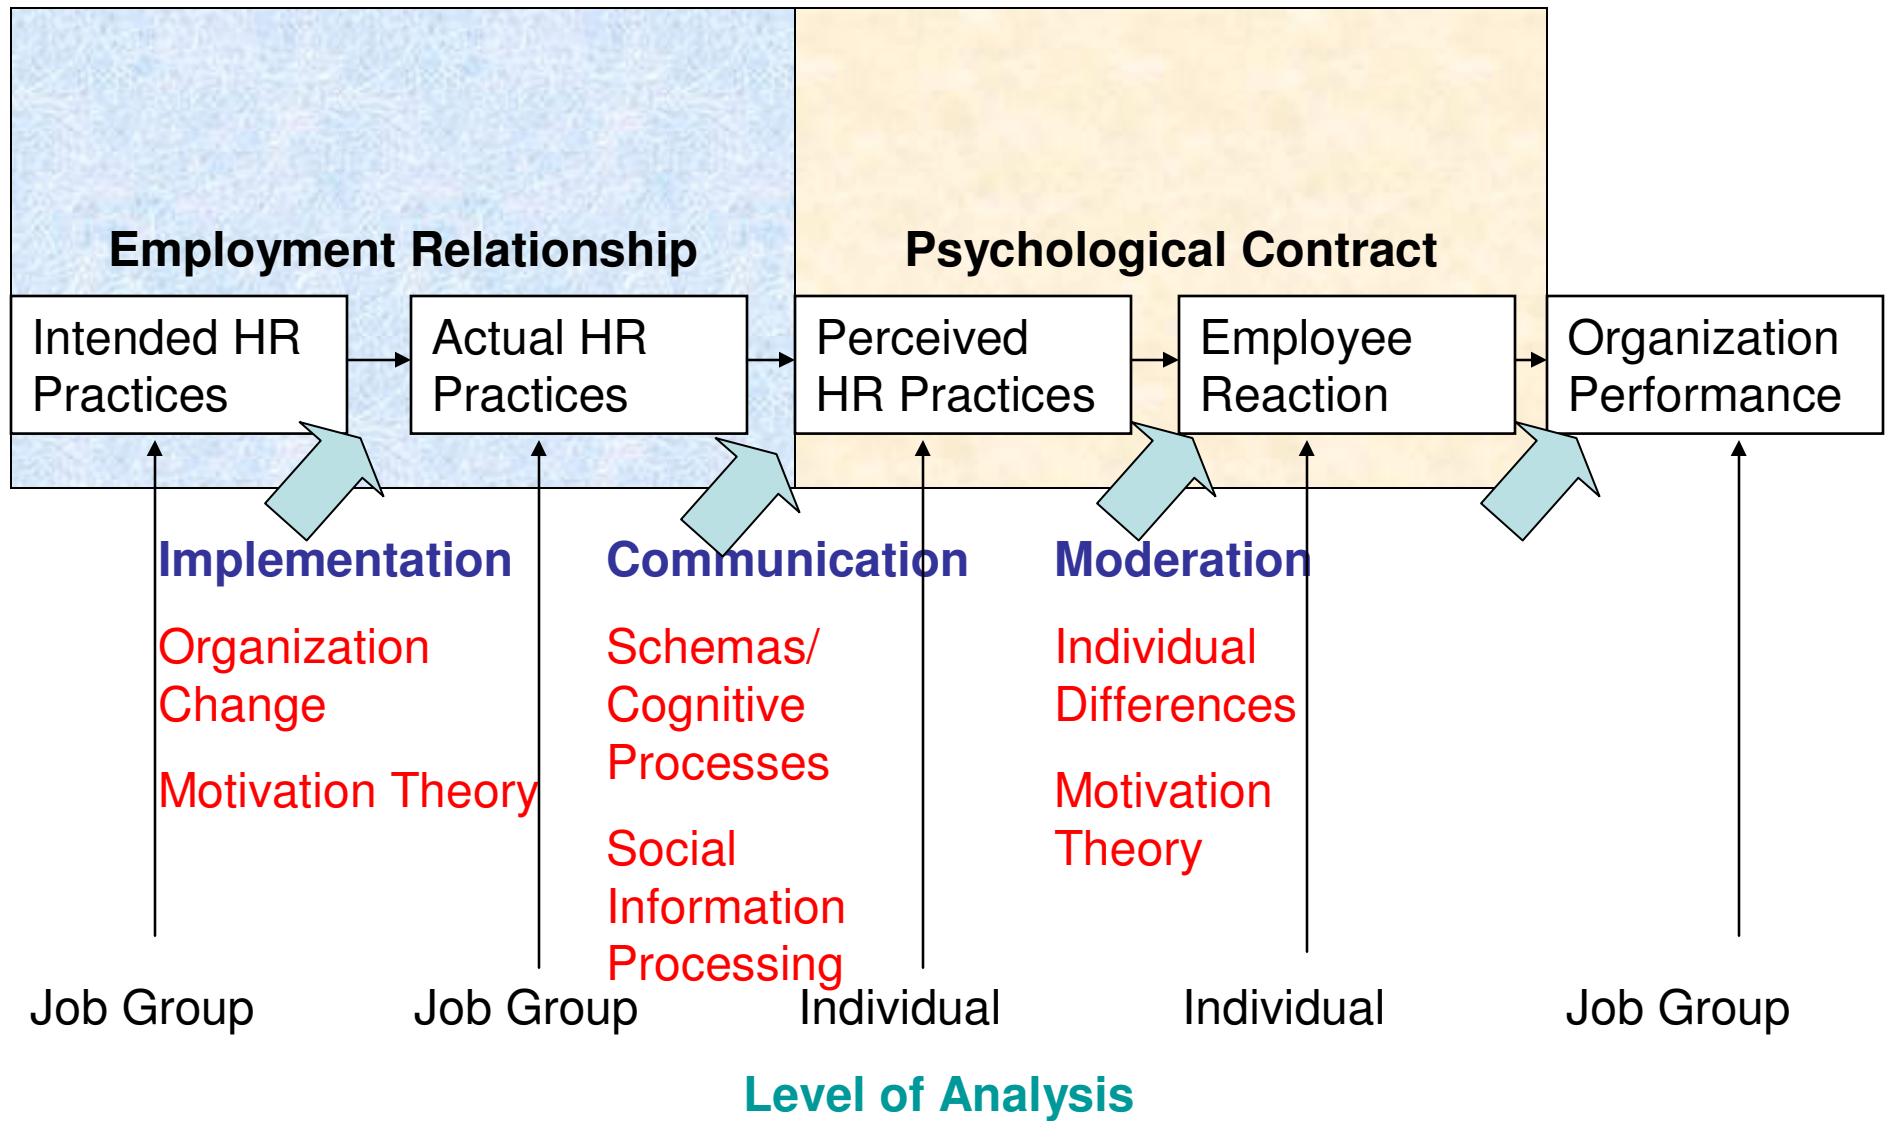 Employment Relationship
Psychological Contract
Intended HR
Practices
Actual HR
Practices
Perceived
HR Practices
Employee
Reaction
Organization
Performance
Implementation
Organization
Change
Motivation Theory
Communication
Schemas/
Cognitive
Processes
Social
Information
Processing
Moderation
Individual
Differences
Motivation
Theory
Job Group
Job Group
Individual
Individual
Job Group
Level of Analysis